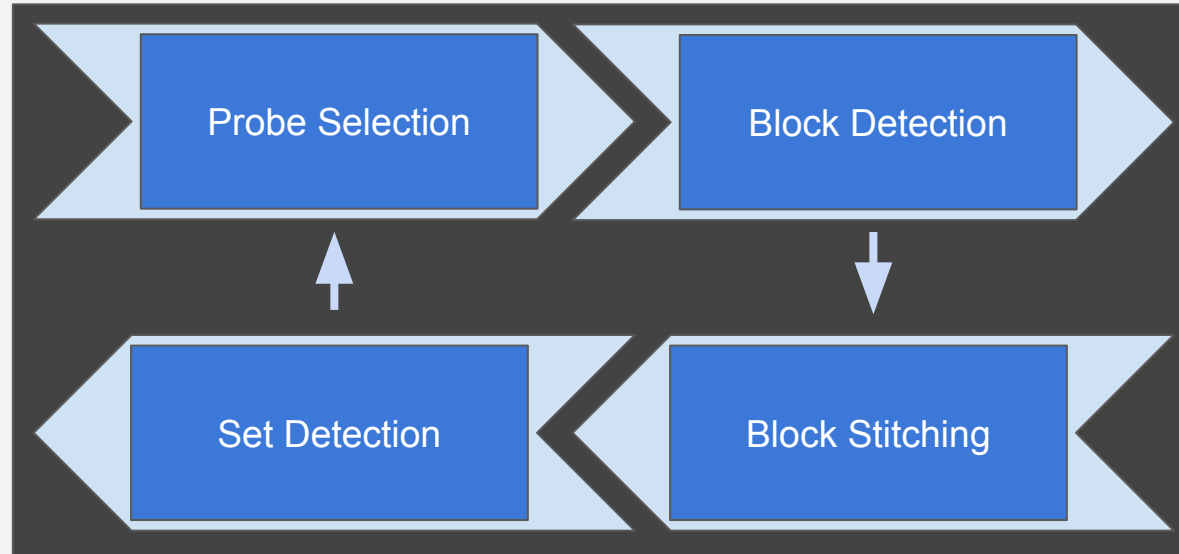 Probe Selection
Block Detection
Set Detection
Block Stitching